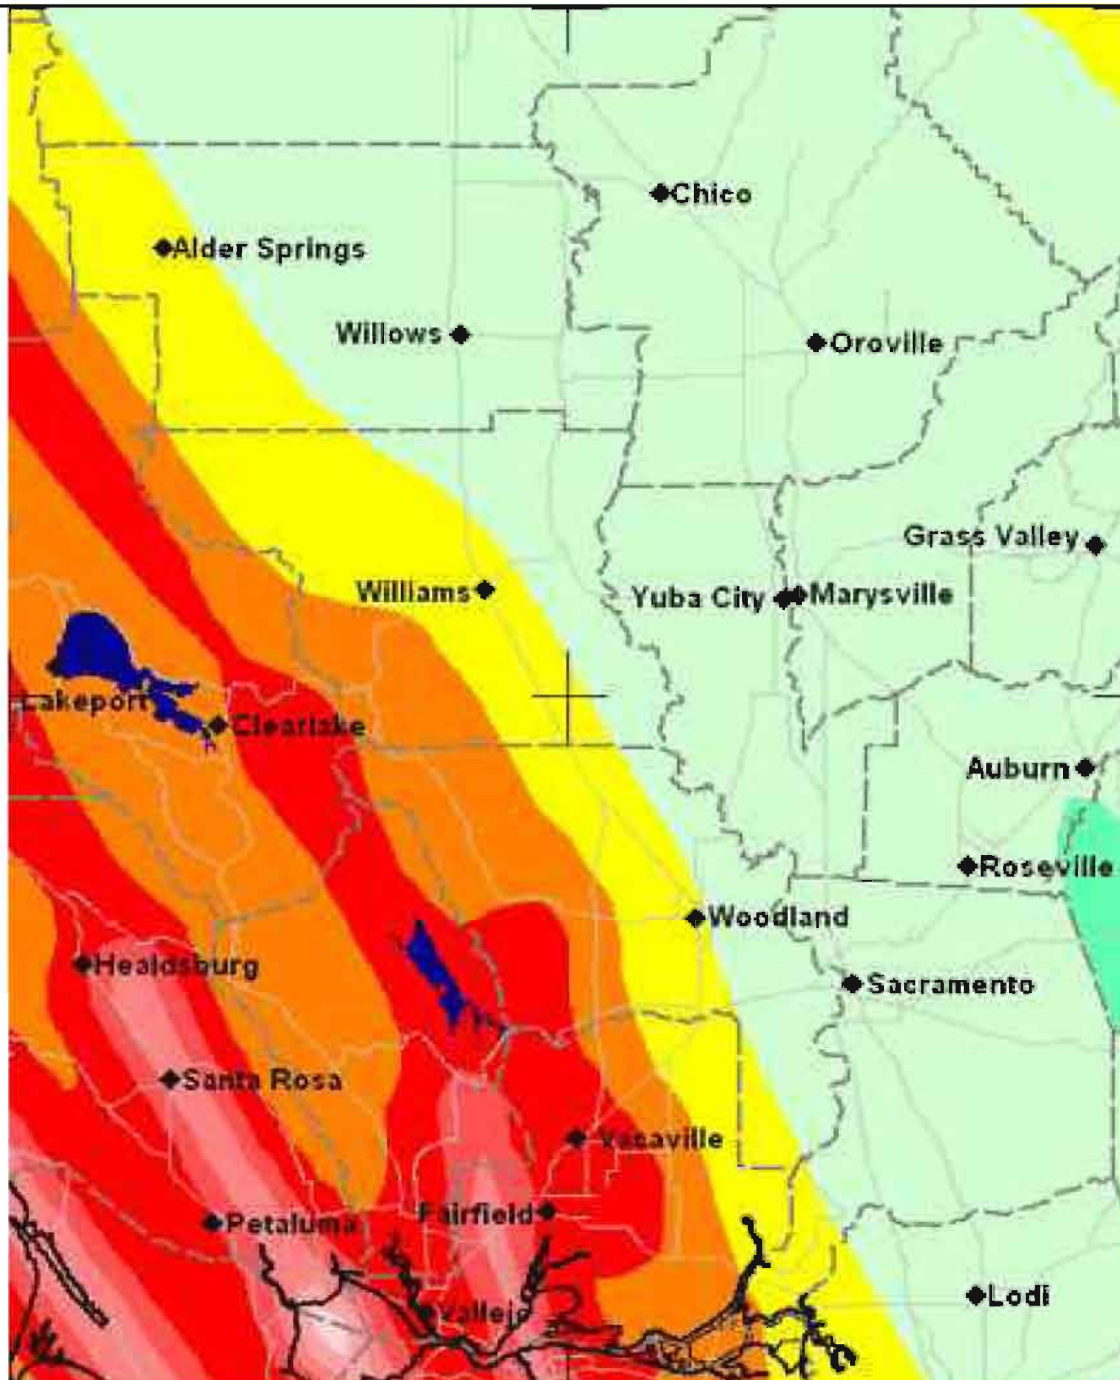 Chico
Alder Springs
Willows
Oroville
Grass Valley
Williams
Yuba City
Marysville
Lakeport
Clearlake
Auburn
Roseville
Woodland
Healdsburg
Sacramento
Santa Rosa
Vacaville
Fairfield
Petaluma
Lodi
Vallejo